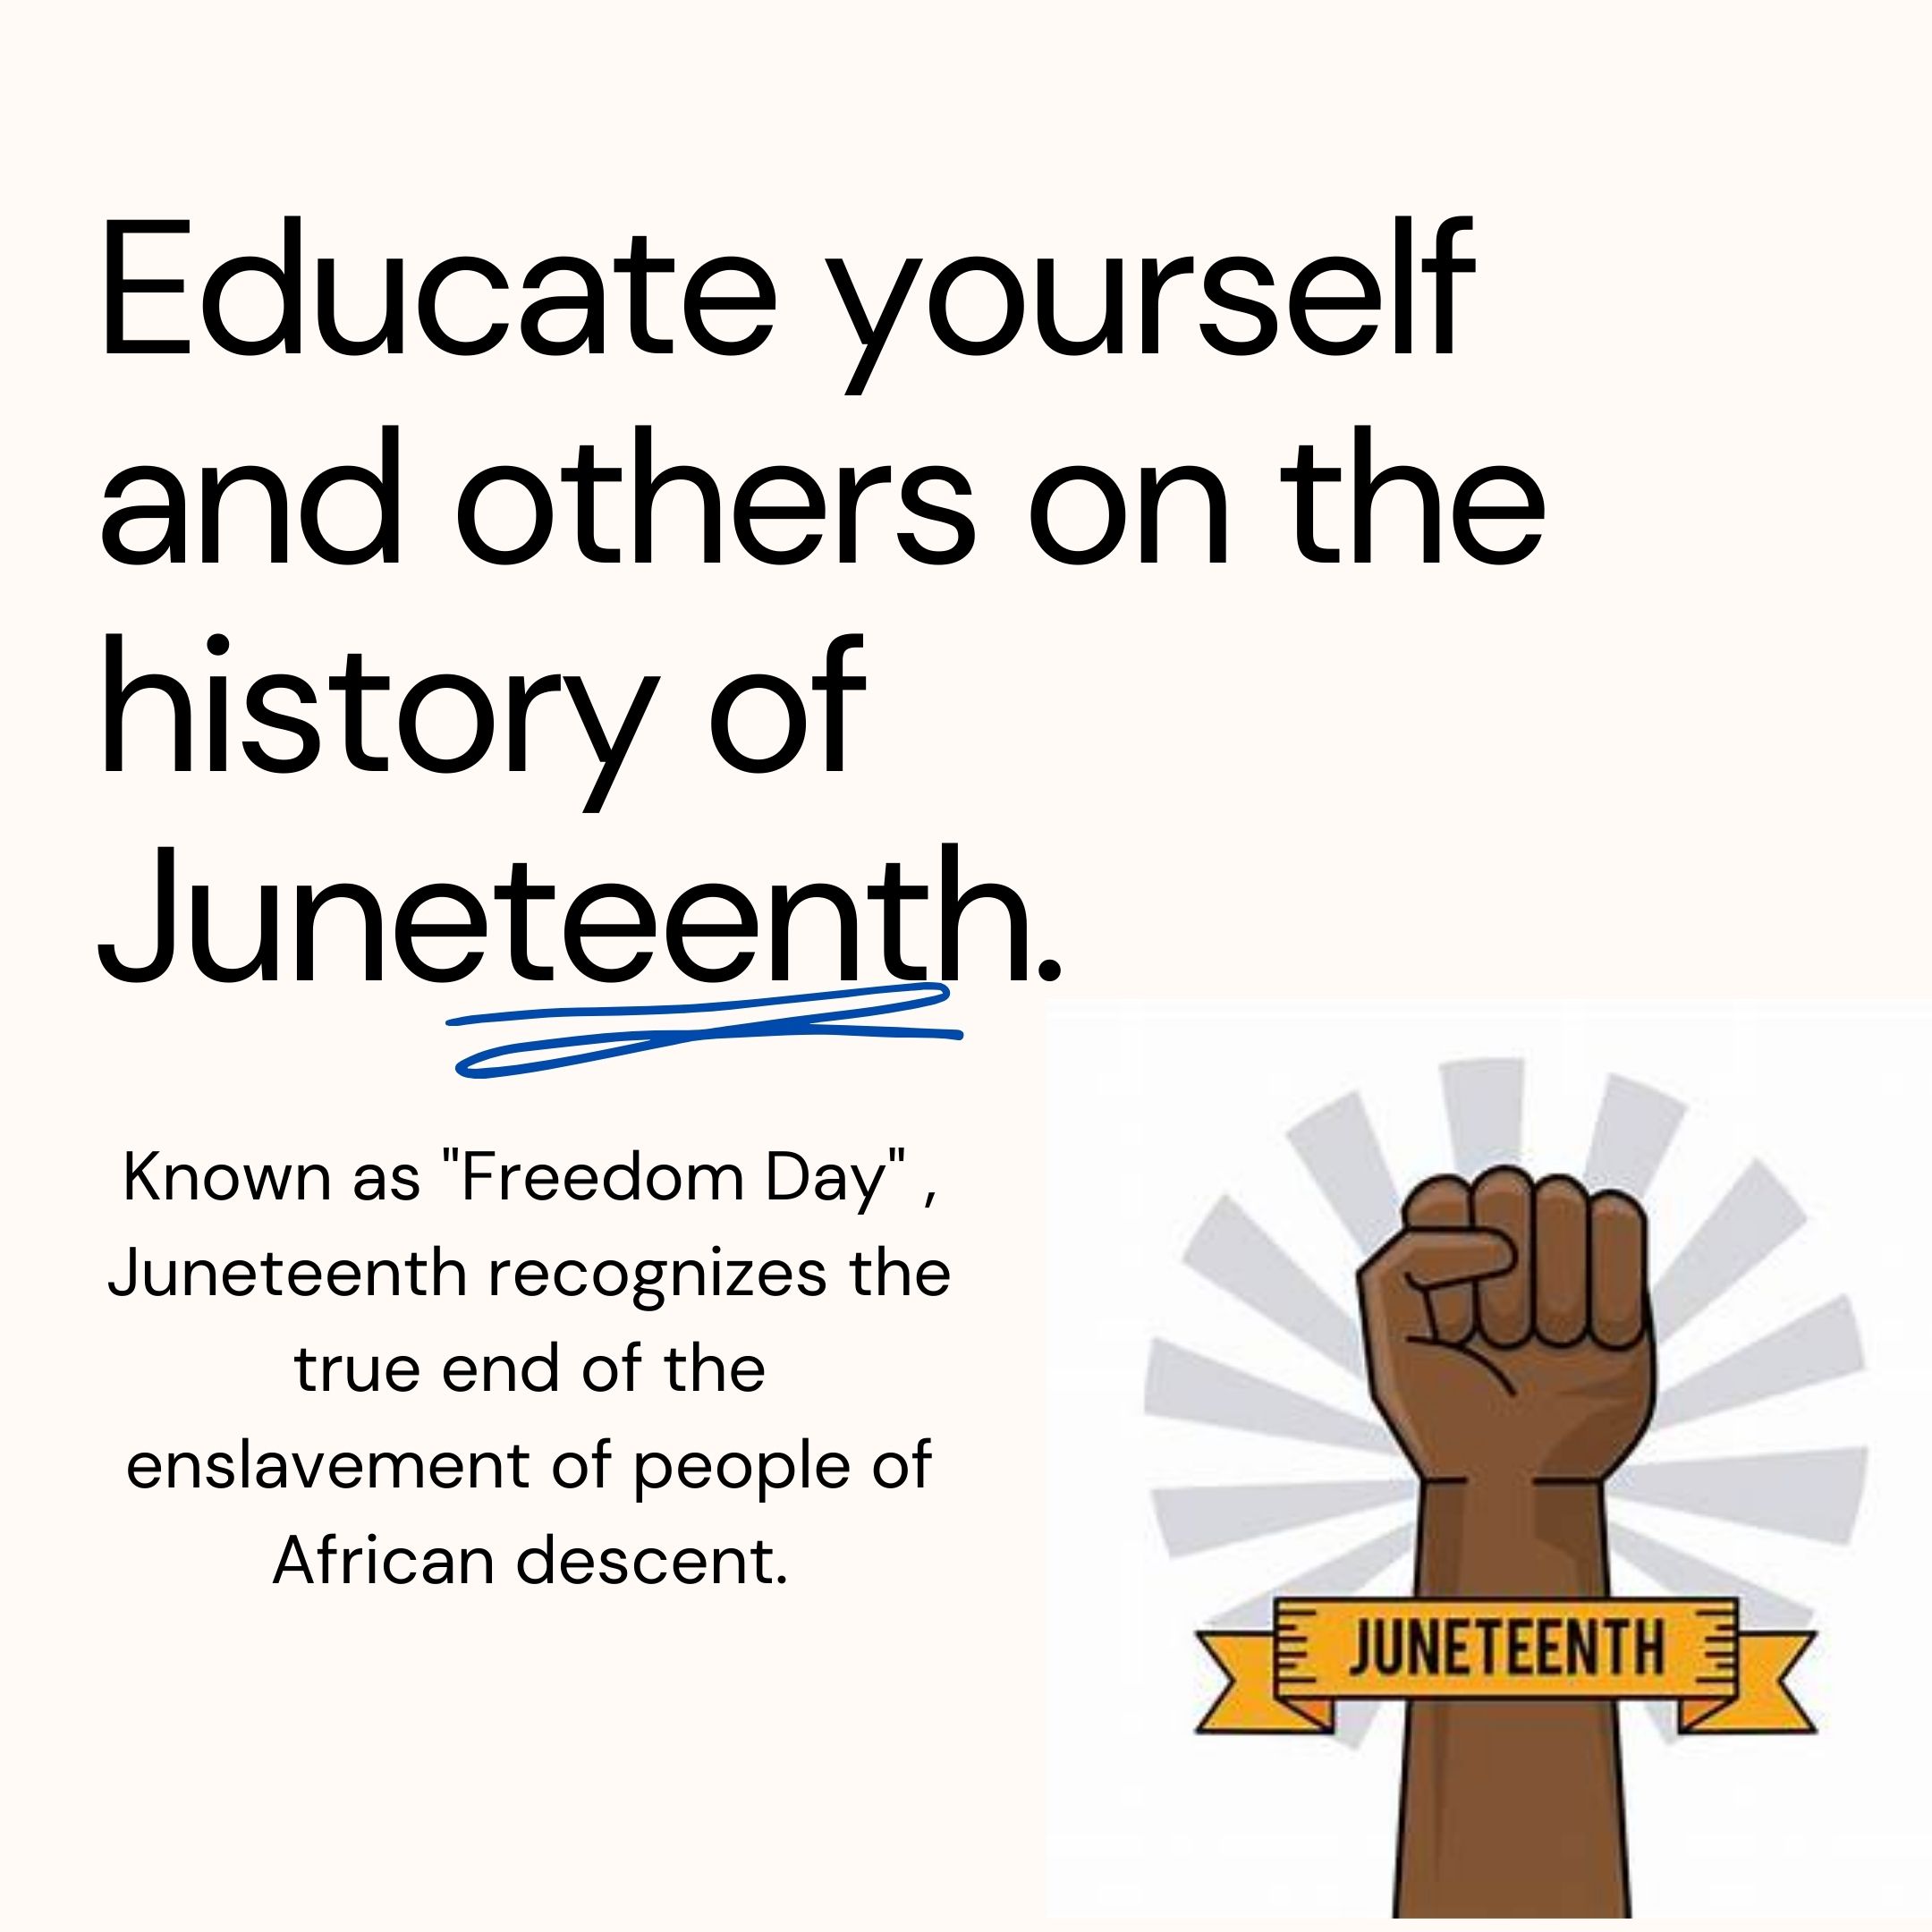 Educate yourself
and others on the
history of
Juneteenth.
Known as "Freedom Day" ,
Juneteenth recognizes the
true end of the
enslavement of people of
African descent.
JUNETEENTH